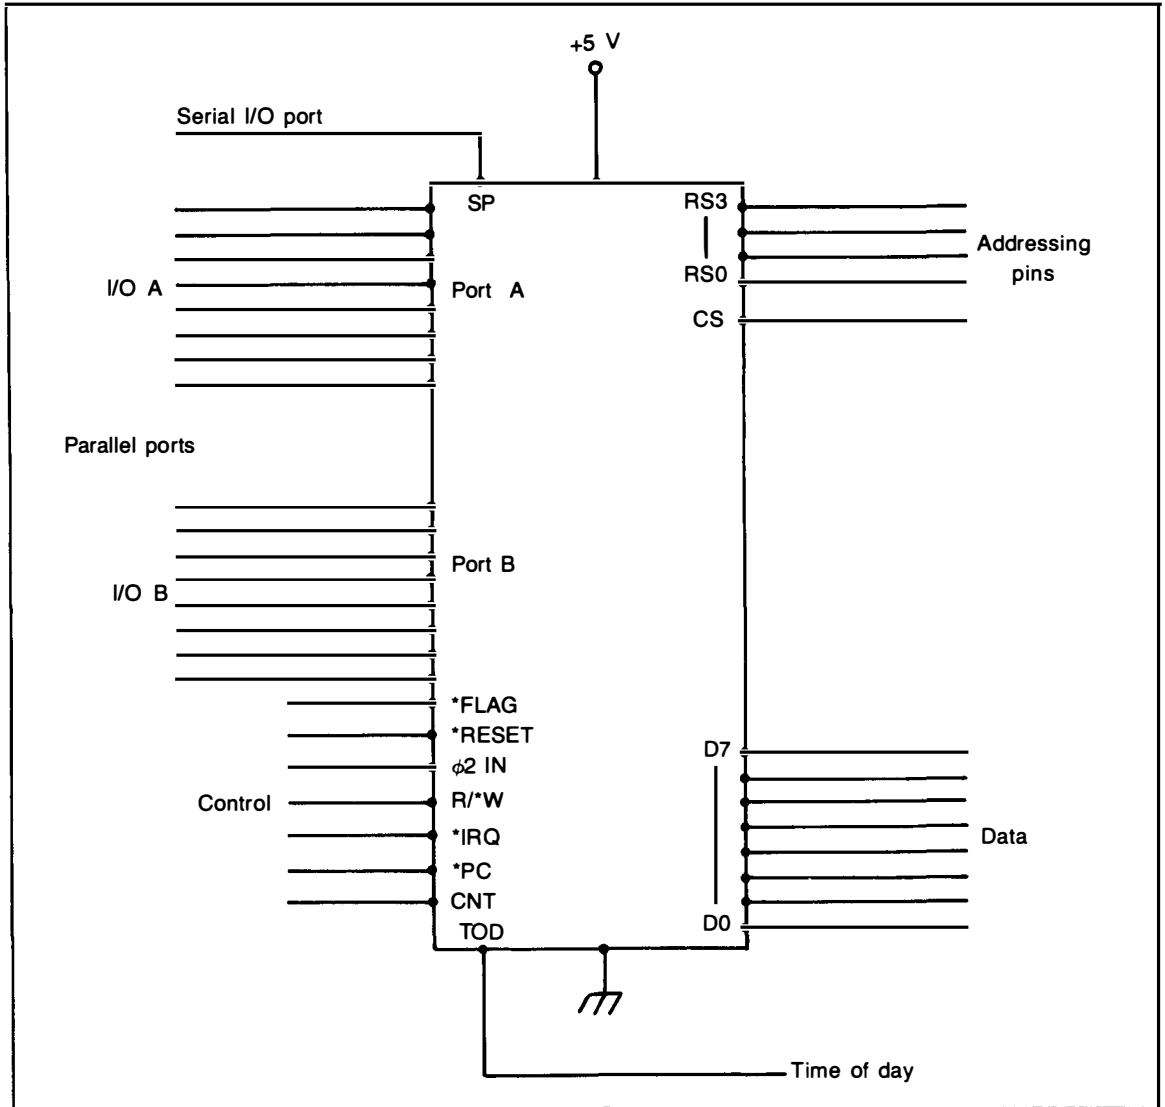 +5 V
Serial I/O port
SP
RS3
Addressing
pins
RS0
I/O A
Port A
CS
Parallel ports
Port B
I/O B
*FLAG
*RESET
ϕ2 IN
Control
R/*W
*IRQ
*PC
CNT
TOD
D7
Data
D0
Time of day